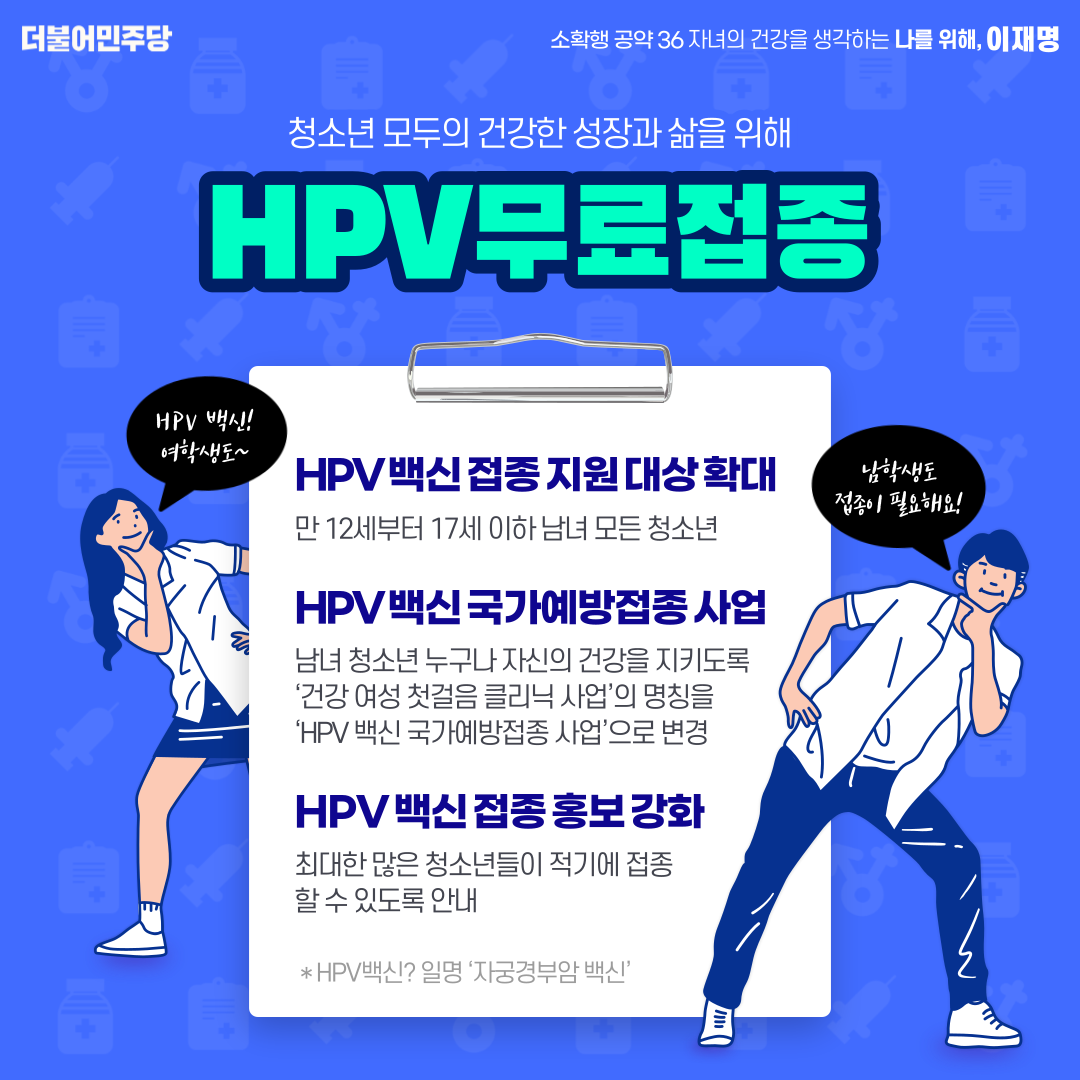 더불어민주당
소확행 공약 36 자녀의 건강을 생각하는 나를 위해, 이재명
청소년 모두의 건강한 성장과 삶을 위해
HPV무료접종
HPV 백신!
여학생도~
남학생도
접종이 필요해요!
HPV 백신 접종 지원 대상 확대
만 12세부터 17세 이하 남녀 모든 청소년
HPV 백신 국가예방접종 사업
남녀 청소년 누구나 자신의 건강을 지키도록
‘건강 여성 첫걸음 클리닉 사업’의 명칭을
‘HPV 백신 국가예방접종 사업’으로 변경
HPV 백신 접종 홍보 강화
최대한 많은 청소년들이 적기에 접종
할 수 있도록 안내
*HPV백신? 일명 ‘자궁경부암 백신’